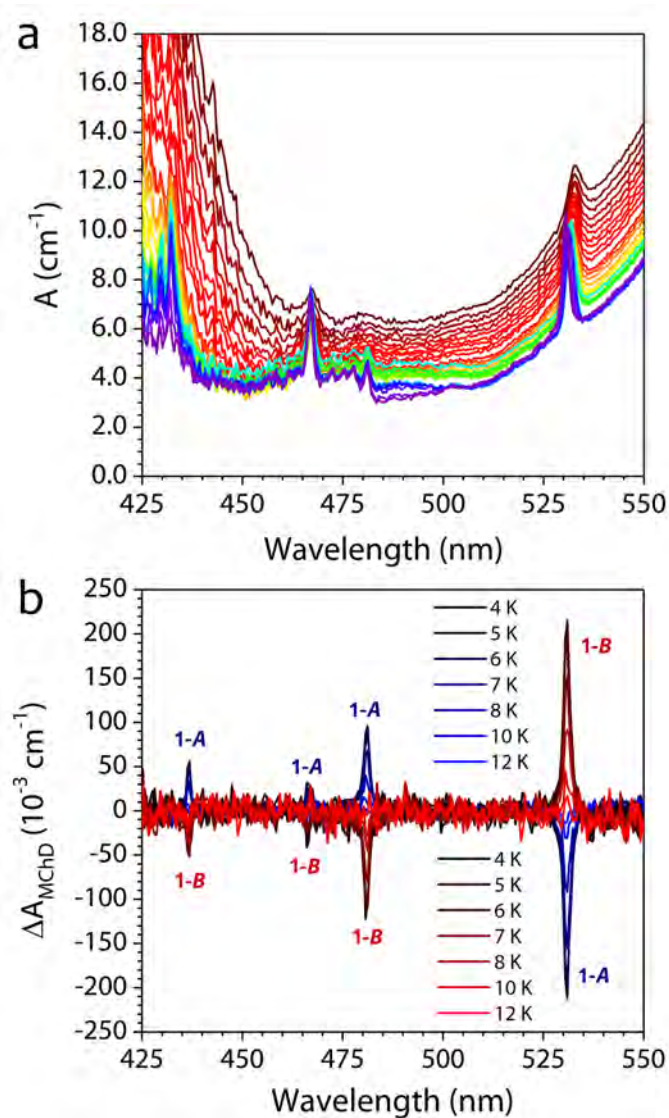 a
18.0
16.0
14.0
12.0
10.0
8.0
6.0
4.0
2.0
0.0
A (cm⁻¹)
425 450 475 500 525 550
Wavelength (nm)
b
250
200
150
100
50
0
-50
-100
-150
-200
-250
ΔA_MChD (10⁻³ cm⁻¹)
4 K
5 K
6 K
7 K
8 K
10 K
12 K
1-B
1-A
1-A
1-A
1-B
1-B
1-B
4 K
5 K
6 K
7 K
8 K
10 K
12 K
1-A
425 450 475 500 525 550
Wavelength (nm)